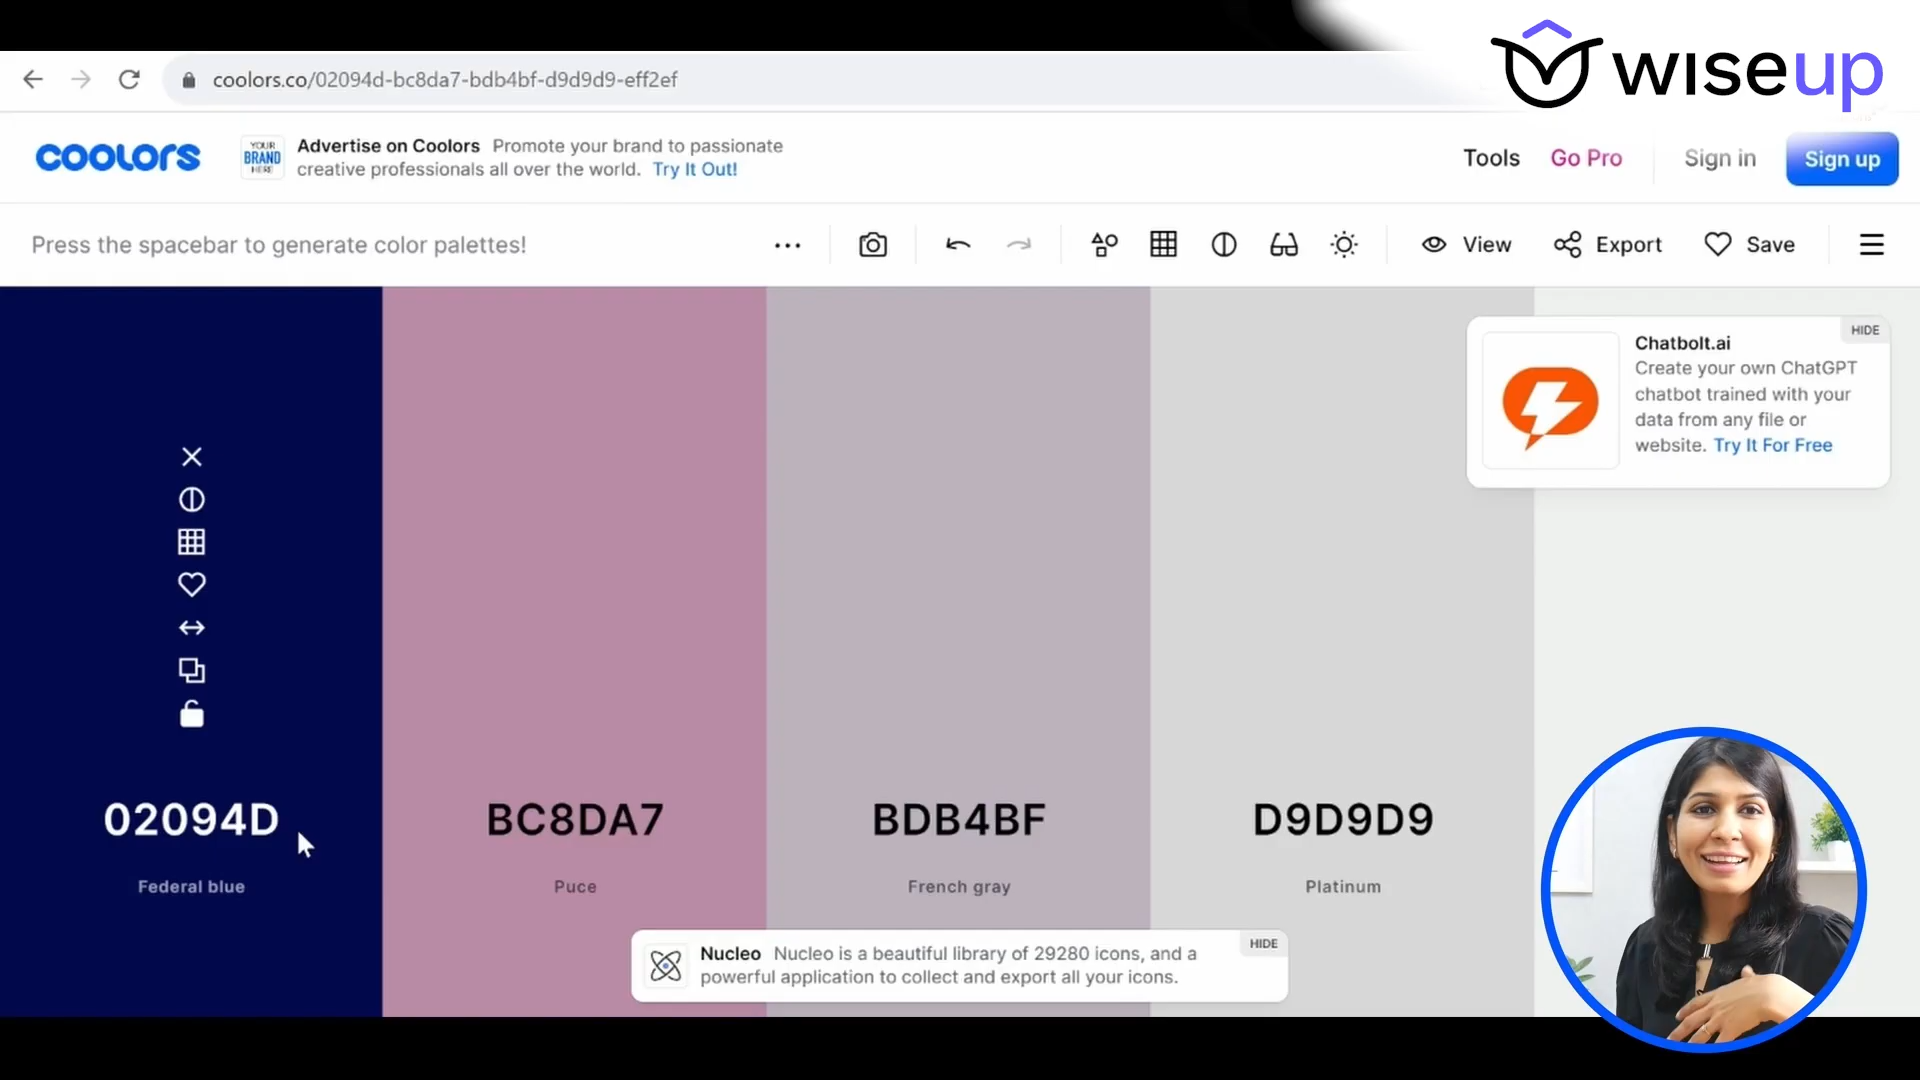 wiseup
coolors.co/02094d-bc8da7-bdb4bf-d9d9d9-eff2ef
coolors
YOUR
BRAND
HERE
Advertise on Coolors Promote your brand to passionate
creative professionals all over the world. Try It Out!
Tools
Go Pro
Sign in
Sign up
Press the spacebar to generate color palettes!
View
Export
Save
HIDE
Chatbolt.ai
Create your own ChatGPT
chatbot trained with your
data from any file or
website. Try It For Free
02094D
BC8DA7
BDB4BF
D9D9D9
Federal blue
Puce
French gray
Platinum
Nucleo Nucleo is a beautiful library of 29280 icons, and a
powerful application to collect and export all your icons.
HIDE